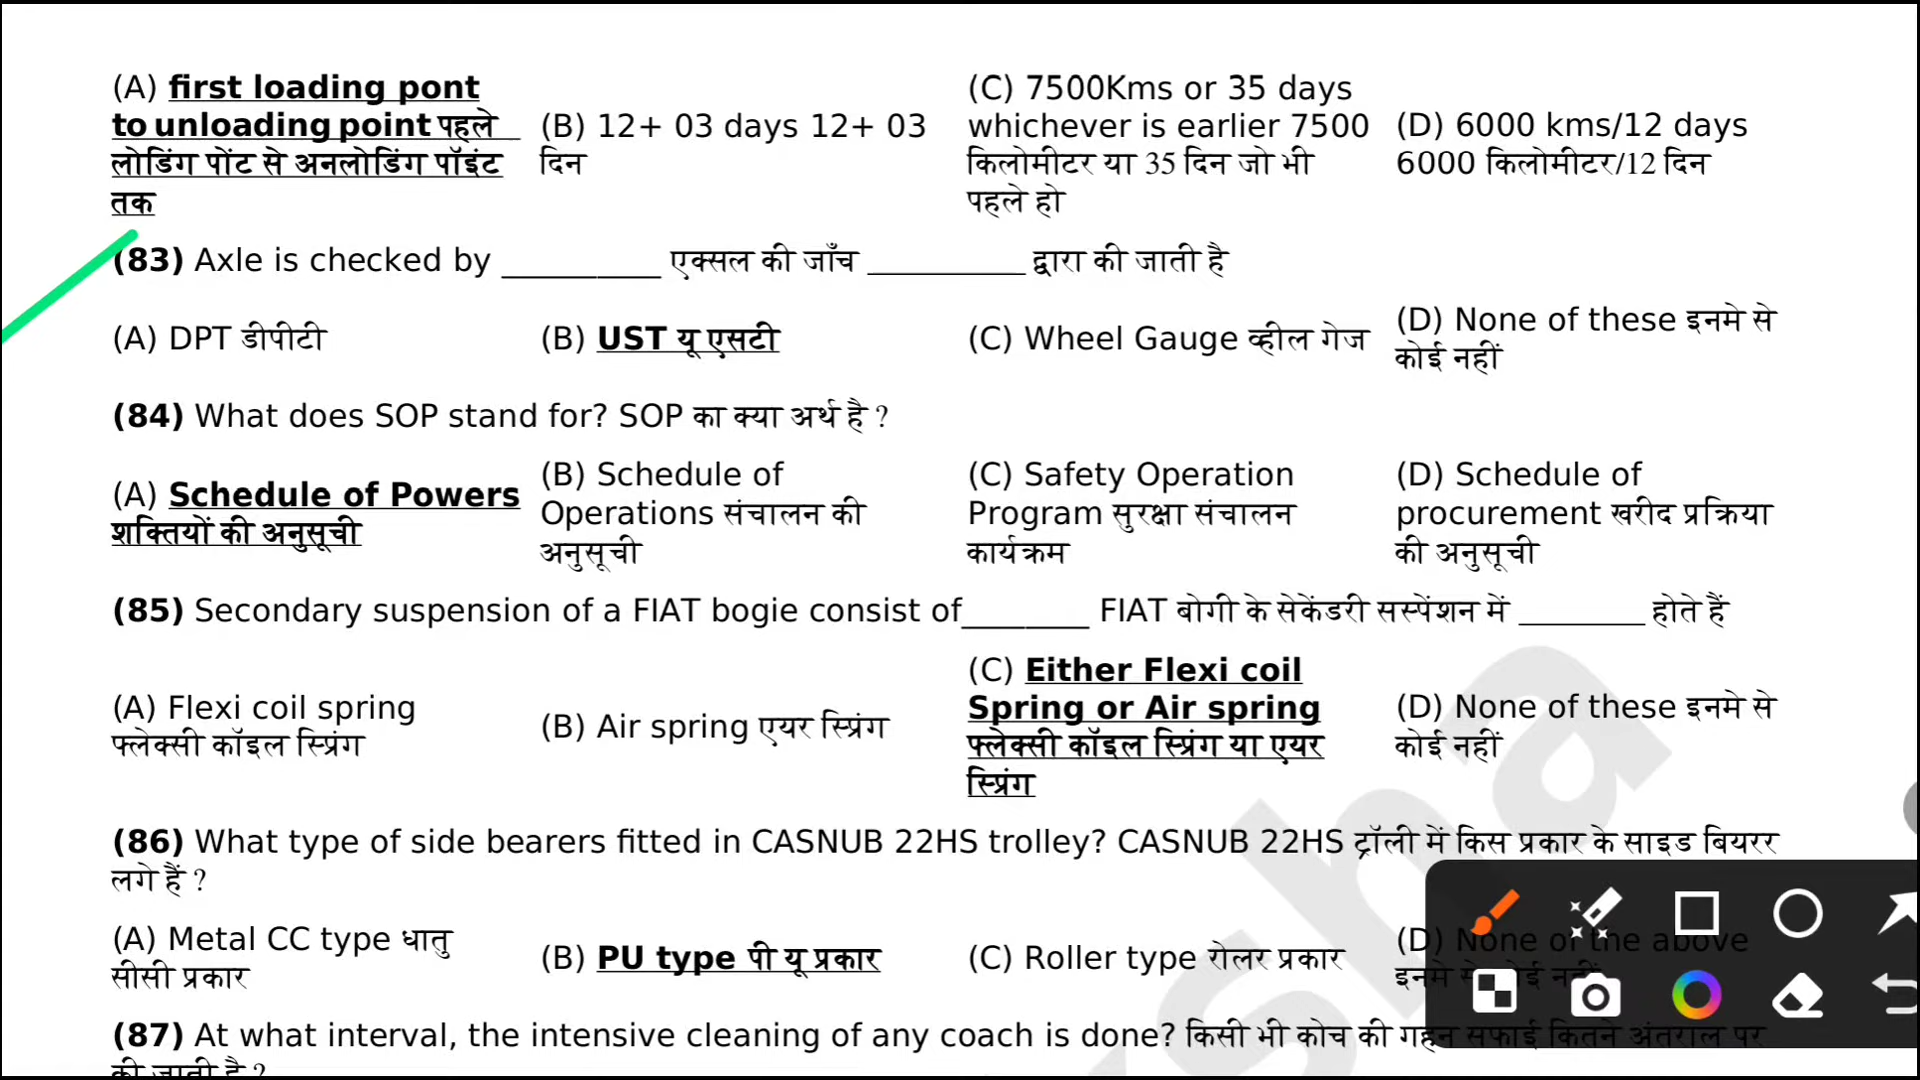 (A) first loading pont
to unloading point पहले
लोडिंग पोंट से अनलोडिंग पॉइंट
तक
(B) 12+ 03 days 12+ 03
दिन
(C) 7500Kms or 35 days
whichever is earlier 7500
किलोमीटर या 35 दिन जो भी
पहले हो
(D) 6000 kms/12 days
6000 किलोमीटर/12 दिन
(83) Axle is checked by __________ एक्सल की जाँच __________ द्वारा की जाती है
(A) DPT डीपीटी
(B) UST यू एसटी
(C) Wheel Gauge व्हील गेज
(D) None of these इनमे से
कोई नहीं
(84) What does SOP stand for? SOP का क्या अर्थ है ?
(A) Schedule of Powers
शक्तियों की अनुसूची
(B) Schedule of
Operations संचालन की
अनुसूची
(C) Safety Operation
Program सुरक्षा संचालन
कार्यक्रम
(D) Schedule of
procurement खरीद प्रक्रिया
की अनुसूची
(85) Secondary suspension of a FIAT bogie consist of________ FIAT बोगी के सेकेंडरी सस्पेंशन में ________ होते हैं
(A) Flexi coil spring
फ्लेक्सी कॉइल स्प्रिंग
(B) Air spring एयर स्प्रिंग
(C) Either Flexi coil
Spring or Air spring
फ्लेक्सी कॉइल स्प्रिंग या एयर
स्प्रिंग
(D) None of these इनमे से
कोई नहीं
(86) What type of side bearers fitted in CASNUB 22HS trolley? CASNUB 22HS ट्रॉली में किस प्रकार के साइड बियरर
लगे हैं ?
(A) Metal CC type धातु
सीसी प्रकार
(B) PU type पी यू प्रकार
(C) Roller type रोलर प्रकार
(D) None of the above
इनमे से कोई नहीं
(87) At what interval, the intensive cleaning of any coach is done? किसी भी कोच की गहन सफाई कितने अंतराल पर
की जाती है ?